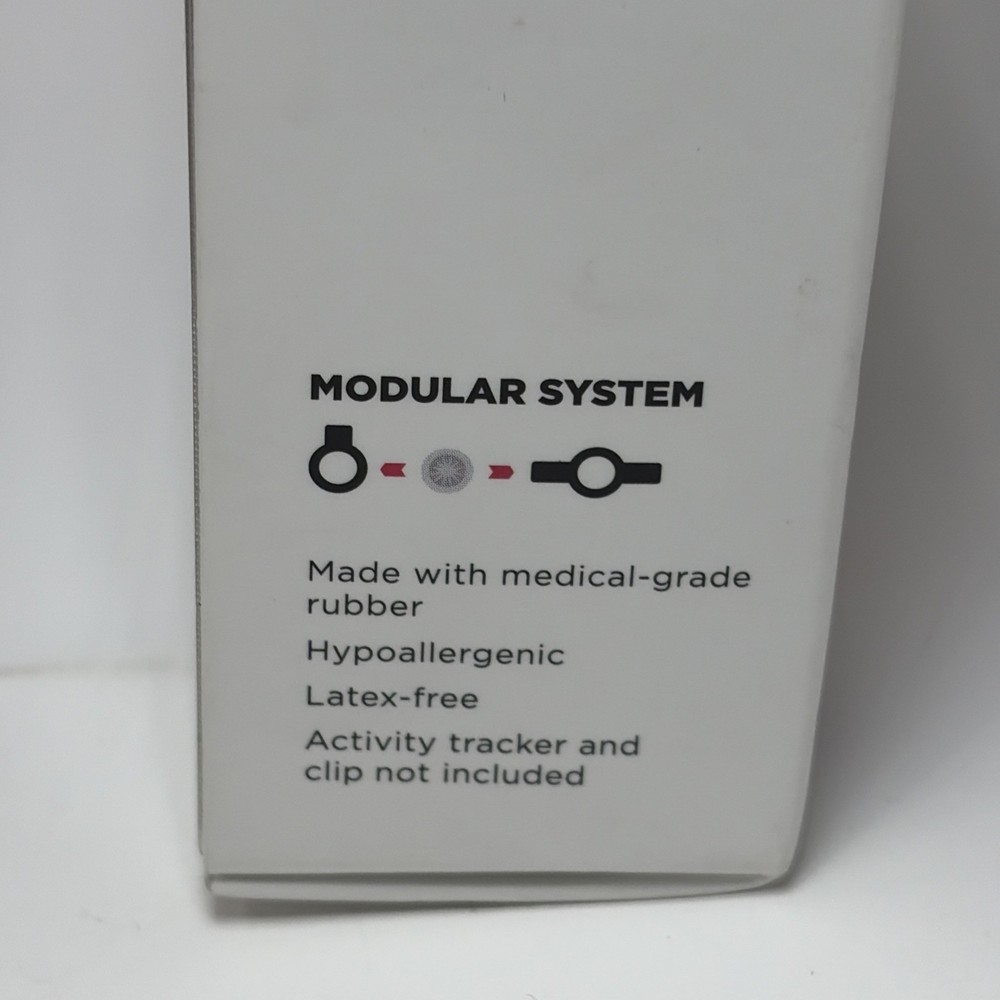 MODULAR SYSTEM
Made with medical-grade
rubber
Hypoallergenic
Latex-free
Activity tracker and
clip not included